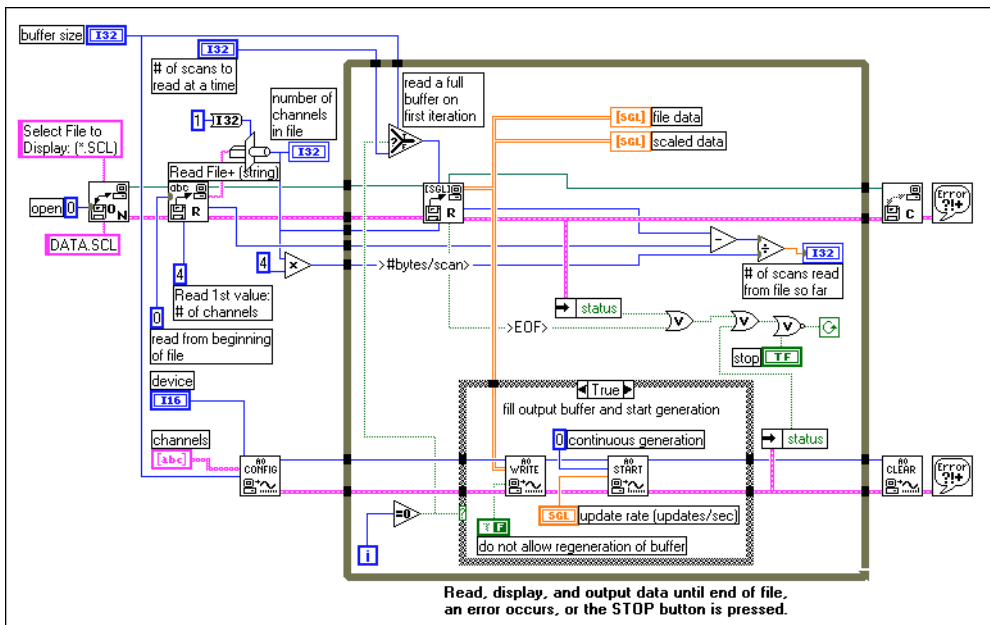 buffer size
I32
I32
# of scans to
read at a time
read a full
buffer on
first iteration
number of
channels
in file
1
I32
I32
[SGL]
file data
[SGL]
scaled data
Select File to
Display: (*.SCL)
Read File+ (string)
abc
R
[SGL]
R
open
0
O
N
C
Error
?!+
DATA.SCL
4
×
>#bytes/scan>
−
÷
I32
# of scans read
from file so far
4
Read 1st value:
# of channels
0
read from beginning
of file
status
>EOF>
V
V
V
stop
TF
device
I16
True
fill output buffer and start generation
channels
[abc]
0
continuous generation
status
AO
CONFIG
AO
WRITE
AO
START
AO
CLEAR
Error
?!+
SGL
update rate (updates/sec)
=0
?
F
do not allow regeneration of buffer
i
Read, display, and output data until end of file,
an error occurs, or the STOP button is pressed.